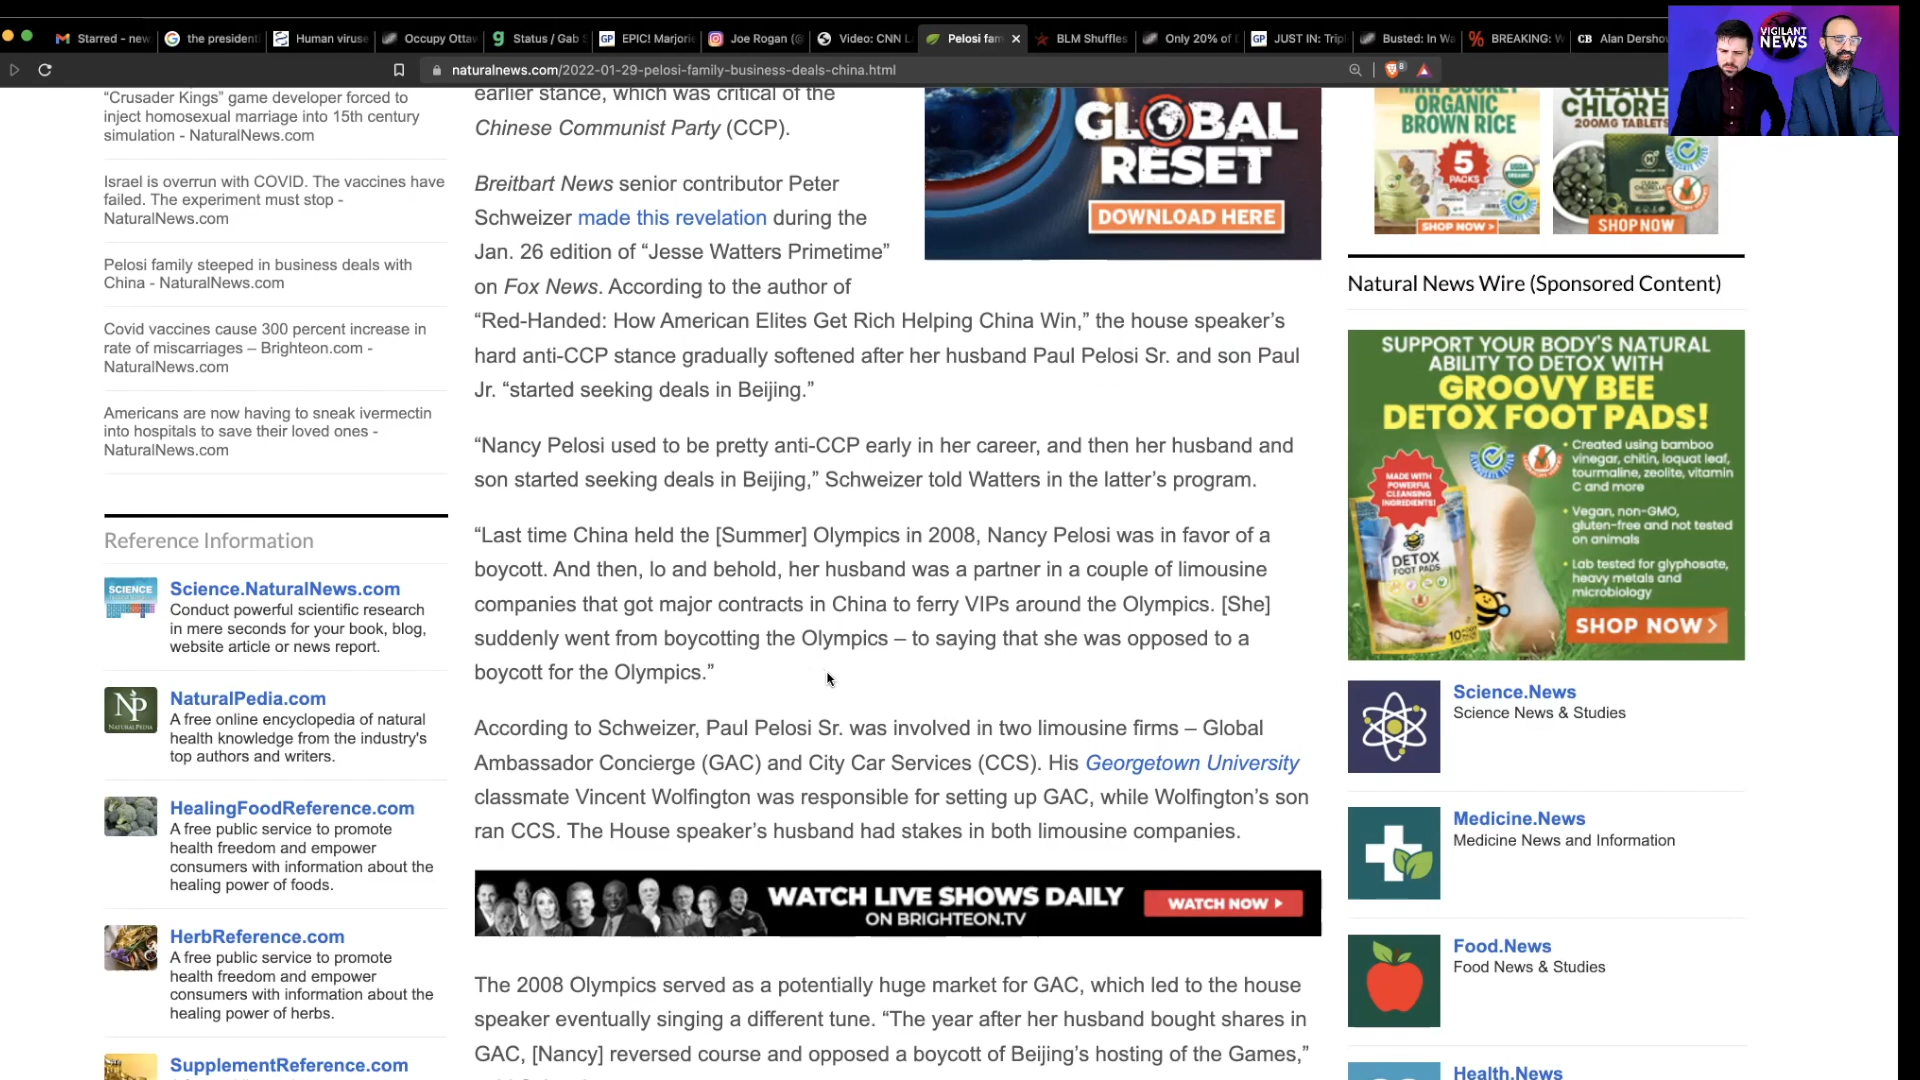 Starred - new
the president
Human viruse
Occupy Ottav
Status / Gab
GP EPIC! Marjorie
Joe Rogan (@
Video: CNN L
Pelosi fam
BLM Shuffles
Only 20% of
GP JUST IN: Trip
Busted: In Wa
BREAKING: W
CB Alan Dersho
naturalnews.com/2022-01-29-pelosi-family-business-deals-china.html
8
VIGILANT
NEWS
"Crusader Kings" game developer forced to
inject homosexual marriage into 15th century
simulation - NaturalNews.com
Israel is overrun with COVID. The vaccines have
failed. The experiment must stop -
NaturalNews.com
Pelosi family steeped in business deals with
China - NaturalNews.com
Covid vaccines cause 300 percent increase in
rate of miscarriages – Brighteon.com -
NaturalNews.com
Americans are now having to sneak ivermectin
into hospitals to save their loved ones -
NaturalNews.com
Reference Information
SCIENCE
Science.NaturalNews.com
Conduct powerful scientific research
in mere seconds for your book, blog,
website article or news report.
NP
NATURAL PEDIA
NaturalPedia.com
A free online encyclopedia of natural
health knowledge from the industry's
top authors and writers.
HealingFoodReference.com
A free public service to promote
health freedom and empower
consumers with information about the
healing power of foods.
HerbReference.com
A free public service to promote
health freedom and empower
consumers with information about the
healing power of herbs.
SupplementReference.com
earlier stance, which was critical of the
Chinese Communist Party (CCP).
Breitbart News senior contributor Peter
Schweizer made this revelation during the
Jan. 26 edition of “Jesse Watters Primetime”
on Fox News. According to the author of
“Red-Handed: How American Elites Get Rich Helping China Win,” the house speaker’s
hard anti-CCP stance gradually softened after her husband Paul Pelosi Sr. and son Paul
Jr. “started seeking deals in Beijing.”
“Nancy Pelosi used to be pretty anti-CCP early in her career, and then her husband and
son started seeking deals in Beijing,” Schweizer told Watters in the latter’s program.
“Last time China held the [Summer] Olympics in 2008, Nancy Pelosi was in favor of a
boycott. And then, lo and behold, her husband was a partner in a couple of limousine
companies that got major contracts in China to ferry VIPs around the Olympics. [She]
suddenly went from boycotting the Olympics – to saying that she was opposed to a
boycott for the Olympics.”
According to Schweizer, Paul Pelosi Sr. was involved in two limousine firms – Global
Ambassador Concierge (GAC) and City Car Services (CCS). His Georgetown University
classmate Vincent Wolfington was responsible for setting up GAC, while Wolfington’s son
ran CCS. The House speaker’s husband had stakes in both limousine companies.
WATCH LIVE SHOWS DAILY
ON BRIGHTEON.TV
WATCH NOW
The 2008 Olympics served as a potentially huge market for GAC, which led to the house
speaker eventually singing a different tune. “The year after her husband bought shares in
GAC, [Nancy] reversed course and opposed a boycott of Beijing’s hosting of the Games,”
GLOBAL
RESET
DOWNLOAD HERE
ORGANIC
BROWN RICE
5
PACKS
SHOP NOW >
CHLORE
200MG TABLETS
SHOP NOW
Natural News Wire (Sponsored Content)
SUPPORT YOUR BODY'S NATURAL
ABILITY TO DETOX WITH
GROOVY BEE
DETOX FOOT PADS!
• Created using bamboo
vinegar, chitin, loquat leaf,
tourmaline, zeolite, vitamin
C and more
MADE WITH
POWERFUL
CLEANSING
INGREDIENTS!
• Vegan, non-GMO,
gluten-free and not tested
on animals
• Lab tested for glyphosate,
heavy metals and
microbiology
DETOX
FOOT PADS
10
SHOP NOW >
Science.News
Science News & Studies
Medicine.News
Medicine News and Information
Food.News
Food News & Studies
Health.News